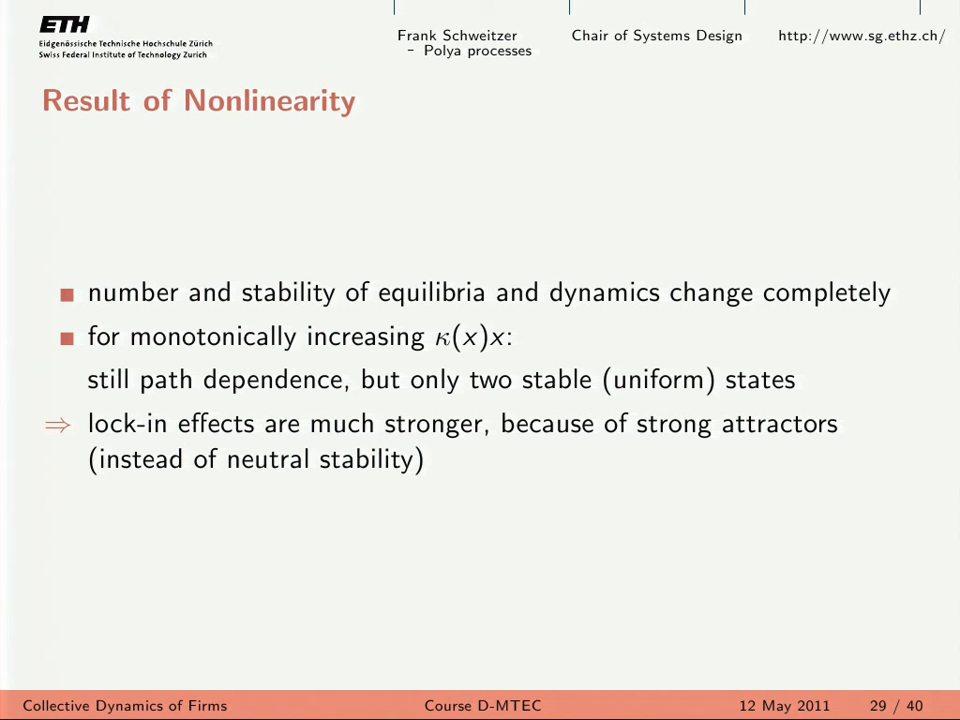 ETH
Eidgenössische Technische Hochschule Zürich
Swiss Federal Institute of Technology Zurich
Frank Schweitzer
– Polya processes
Chair of Systems Design
http://www.sg.ethz.ch/
Result of Nonlinearity
number and stability of equilibria and dynamics change completely
for monotonically increasing κ(x)x:
still path dependence, but only two stable (uniform) states
⇒ lock-in effects are much stronger, because of strong attractors
(instead of neutral stability)
Collective Dynamics of Firms
Course D-MTEC
12 May 2011
29 / 40